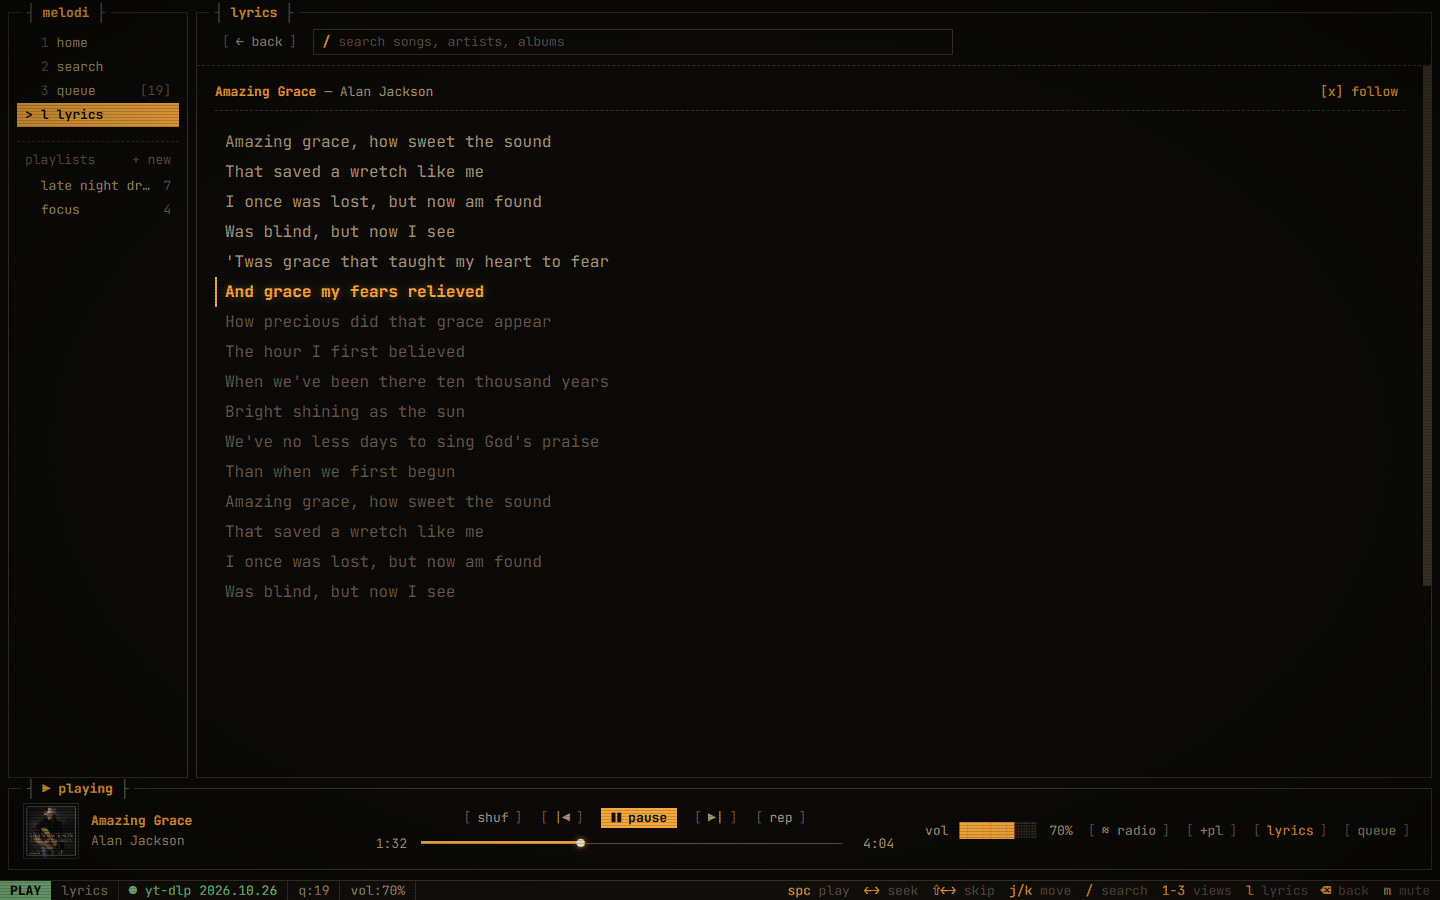 melodi
1 home
2 search
3 queue [19]
> l lyrics
playlists + new
late night dr… 7
focus 4
lyrics
[ ← back ] / search songs, artists, albums
Amazing Grace — Alan Jackson [x] follow
Amazing grace, how sweet the sound
That saved a wretch like me
I once was lost, but now am found
Was blind, but now I see
'Twas grace that taught my heart to fear
And grace my fears relieved
How precious did that grace appear
The hour I first believed
When we've been there ten thousand years
Bright shining as the sun
We've no less days to sing God's praise
Than when we first begun
Amazing grace, how sweet the sound
That saved a wretch like me
I once was lost, but now am found
Was blind, but now I see
▶ playing
Amazing Grace
Alan Jackson
[ shuf ] [ |◀ ] ⏸ pause [ ▶| ] [ rep ]
1:32 4:04
vol 70% [ ≈ radio ] [ +pl ] [ lyrics ] [ queue ]
PLAY lyrics ● yt-dlp 2026.10.26 q:19 vol:70% spc play ←→ seek ⇧←→ skip j/k move / search 1-3 views l lyrics ⌫ back m mute